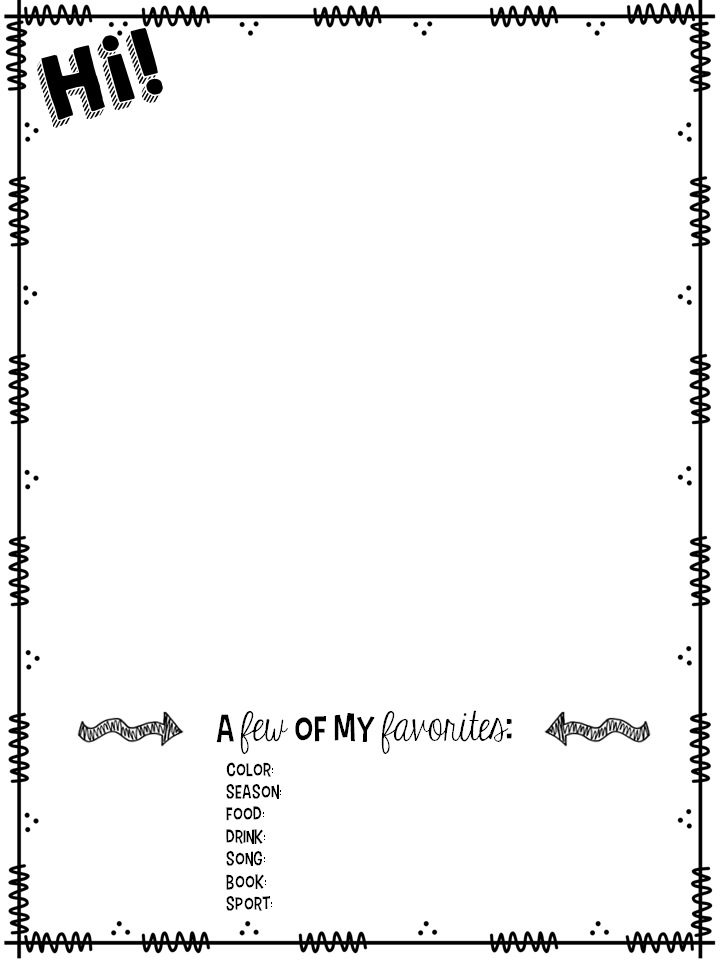 Hi!
A few OF MY favorites:
COLOR:
SEASON:
FOOD:
DRINK:
SONG:
BOOK:
SPORT: